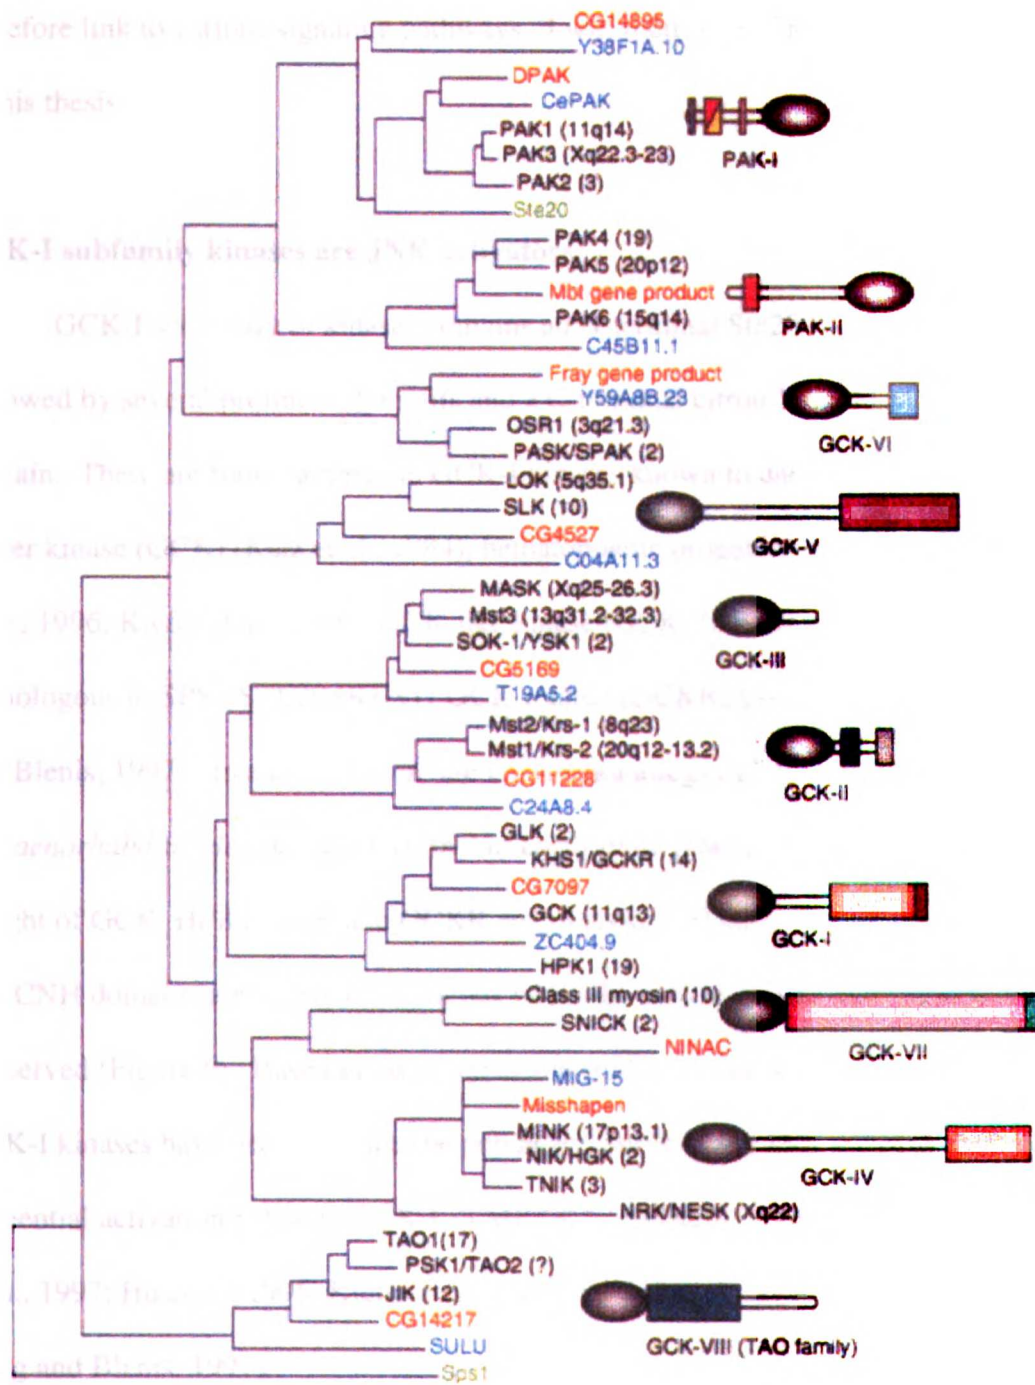 CG14895
Y38F1A.10
DPAK
CePAK
PAK1 (11q14)
PAK3 (Xq22.3-23)
PAK2 (3)
Ste20
PAK-I
PAK4 (19)
PAK5 (20p12)
Mbt gene product
PAK6 (15q14)
C45B11.1
PAK-II
Fray gene product
Y59A8B.23
OSR1 (3q21.3)
PASK/SPAK (2)
GCK-VI
LOK (5q35.1)
SLK (10)
CG4527
C04A11.3
GCK-V
MASK (Xq25-26.3)
Mst3 (13q31.2-32.3)
SOK-1/YSK1 (2)
CG5169
T19A5.2
GCK-III
Mst2/Krs-1 (8q23)
Mst1/Krs-2 (20q12-13.2)
CG11228
C24A8.4
GCK-II
GLK (2)
KHS1/GCKR (14)
CG7097
GCK (11q13)
ZC404.9
HPK1 (19)
GCK-I
Class III myosin (10)
SNICK (2)
NINAC
GCK-VII
MIG-15
Misshapen
MINK (17p13.1)
NIK/HGK (2)
TNIK (3)
NRK/NESK (Xq22)
GCK-IV
TAO1(17)
PSK1/TAO2 (?)
JIK (12)
CG14217
SULU
Sps1
GCK-VIII (TAO family)